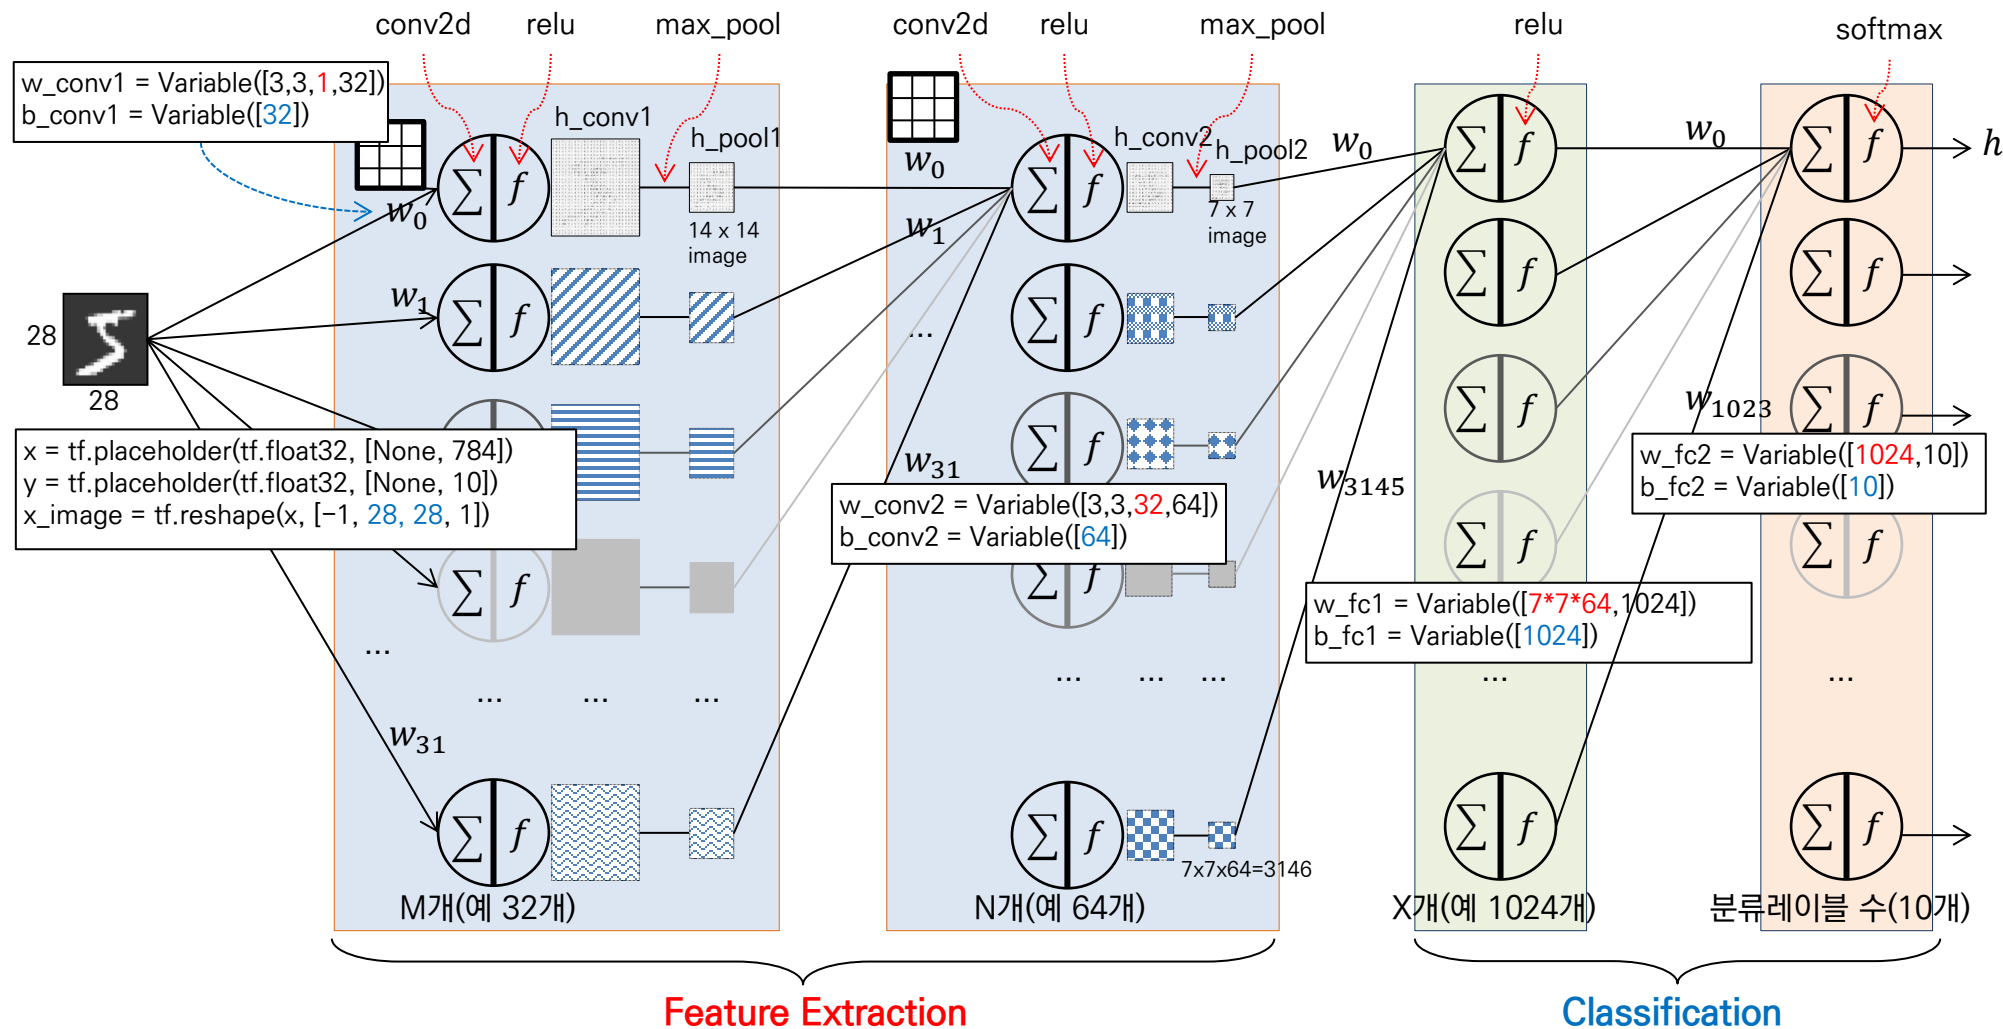 conv2d
relu
max_pool
conv2d
relu
max_pool
relu
softmax
w_conv1 = Variable([3,3,1,32])
b_conv1 = Variable([32])
h_conv1
h_pool1
h_conv2
h_pool2
w0
∑ f
14 x 14
image
w0
w1
∑ f
7 x 7
image
w0
∑ f
w0
∑ f
h
w1
∑ f
...
∑ f
∑ f
∑ f
28
28
x = tf.placeholder(tf.float32, [None, 784])
y = tf.placeholder(tf.float32, [None, 10])
x_image = tf.reshape(x, [-1, 28, 28, 1])
w31
∑ f
w_conv2 = Variable([3,3,32,64])
b_conv2 = Variable([64])
w3145
∑ f
w1023
∑ f
w_fc2 = Variable([1024,10])
b_fc2 = Variable([10])
∑ f
∑ f
∑ f
∑ f
w_fc1 = Variable([7*7*64,1024])
b_fc1 = Variable([1024])
...
... ... ...
... ... ...
...
...
w31
∑ f
∑ f
7x7x64=3146
∑ f
∑ f
M개(예 32개)
N개(예 64개)
X개(예 1024개)
분류레이블 수(10개)
Feature Extraction
Classification